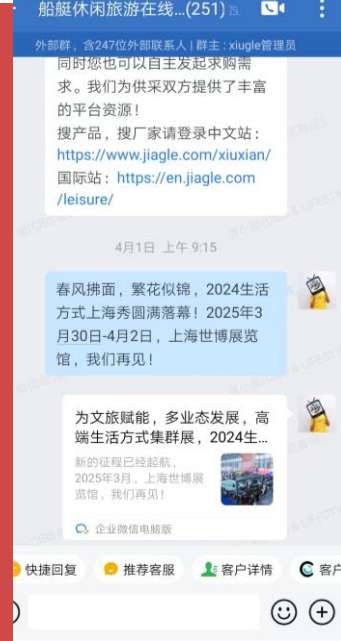 船艇休闲旅游在线...(251)
外部群，含247位外部联系人 | 群主：xiugle管理员
同时您也可以自主发起求购需
求。我们为供采双方提供了丰富
的平台资源！
搜产品，搜厂家请登录中文站：
https://www.jiagle.com/xiuxian/
国际站：https://en.jiagle.com
/leisure/
4月1日 上午 9:15
春风拂面，繁花似锦，2024生活
方式上海秀圆满落幕！2025年3
月30日-4月2日，上海世博展览
馆，我们再见！
为文旅赋能，多业态发展，高
端生活方式集群展，2024生...
新的征程已经起航，
2025年3月，上海世博展
览馆，我们再见！
企业微信电脑版
快捷回复 推荐客服 客户详情 客户